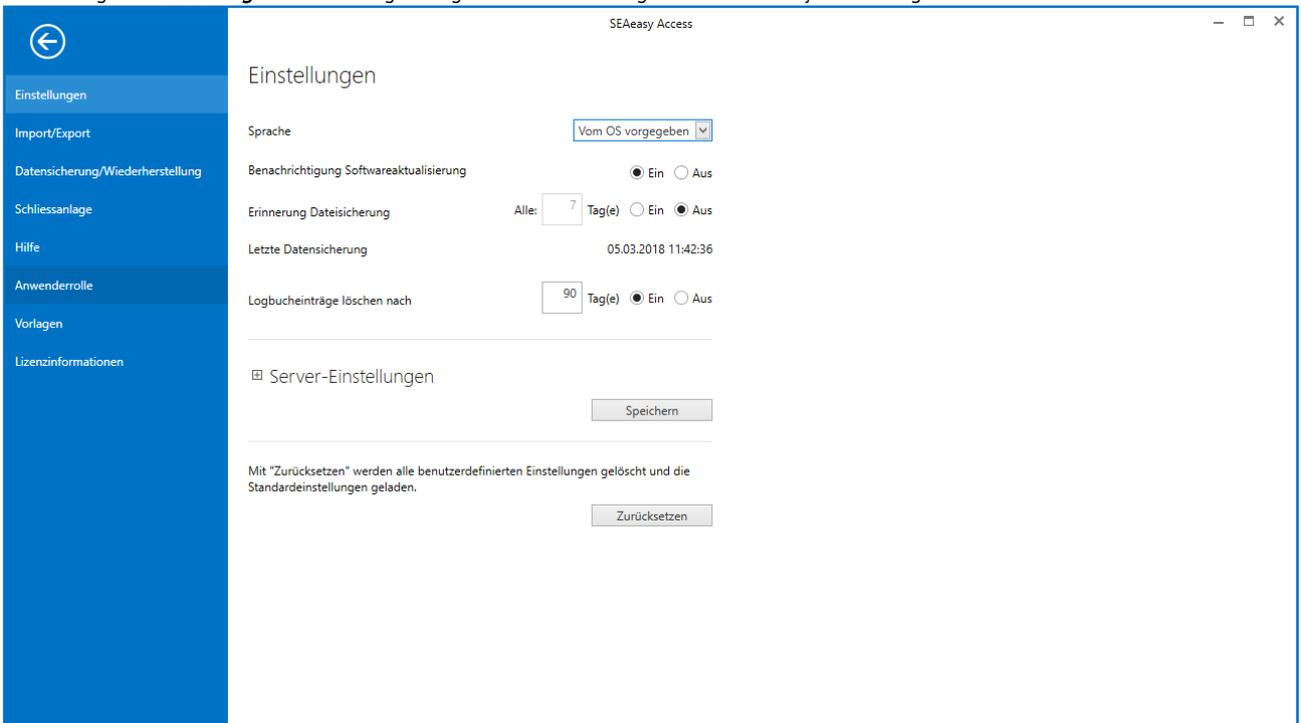 SEAeasy Access
Einstellungen
Import/Export
Datensicherung/Wiederherstellung
Schliessanlage
Hilfe
Anwenderrolle
Vorlagen
Lizenzinformationen
Einstellungen
Sprache Vom OS vorgegeben
Benachrichtigung Softwareaktualisierung Ein Aus
Erinnerung Dateisicherung Alle: 7 Tag(e) Ein Aus
Letzte Datensicherung 05.03.2018 11:42:36
Logbucheinträge löschen nach 90 Tag(e) Ein Aus
Server-Einstellungen
Speichern
Mit "Zurücksetzen" werden alle benutzerdefinierten Einstellungen gelöscht und die
Standardeinstellungen geladen.
Zurücksetzen